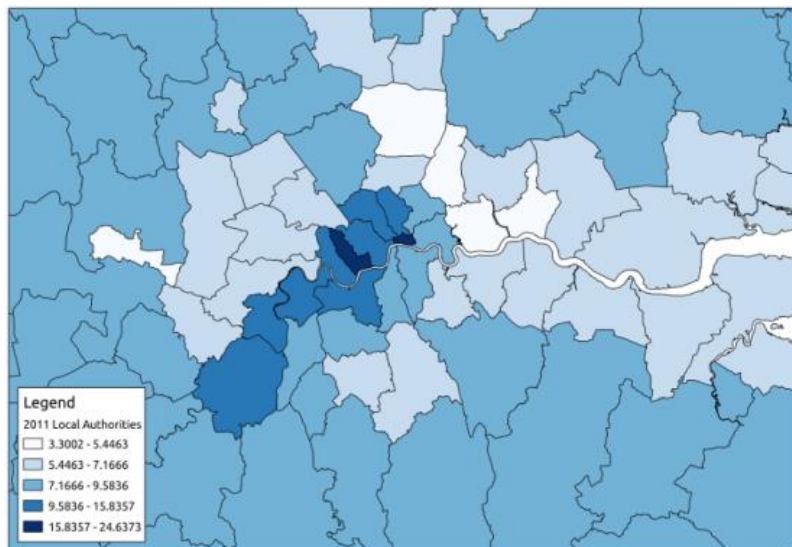 Legend
2011 Local Authorities
3.3002 - 5.4463
5.4463 - 7.1666
7.1666 - 9.5836
9.5836 - 15.8357
15.8357 - 24.6373